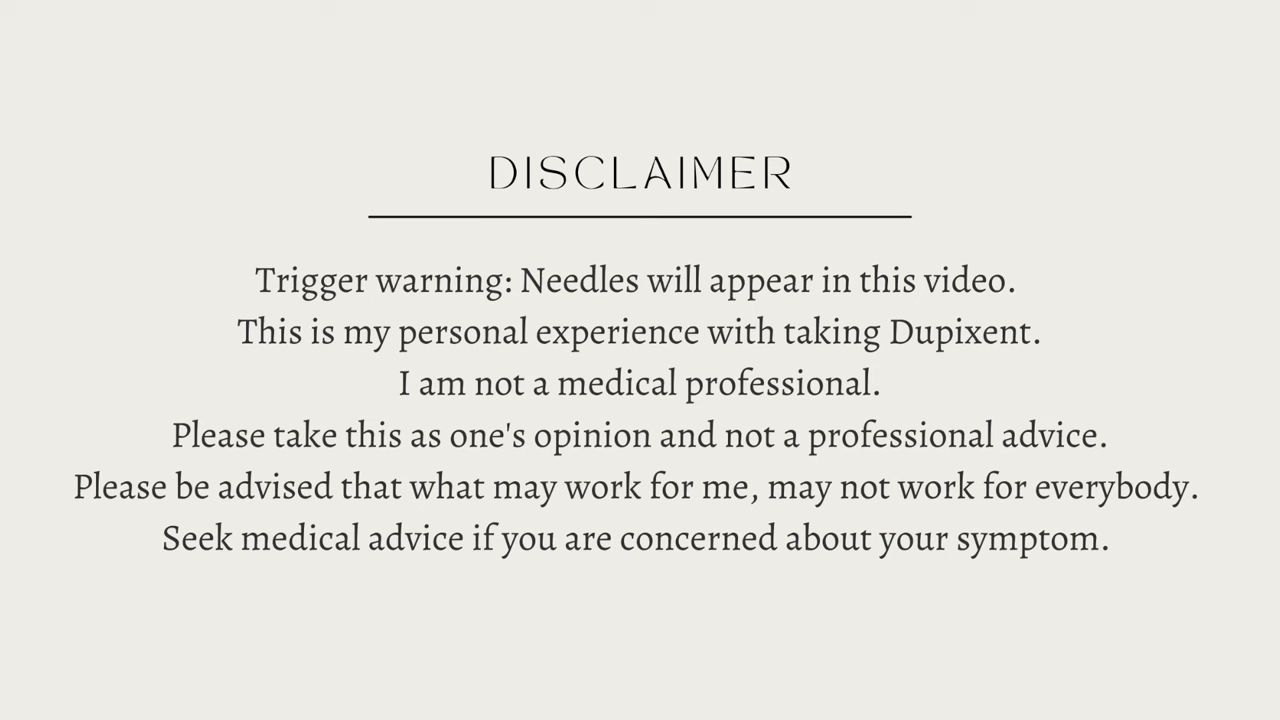 DISCLAIMER
Trigger warning: Needles will appear in this video.
This is my personal experience with taking Dupixent.
I am not a medical professional.
Please take this as one's opinion and not a professional advice.
Please be advised that what may work for me, may not work for everybody.
Seek medical advice if you are concerned about your symptom.